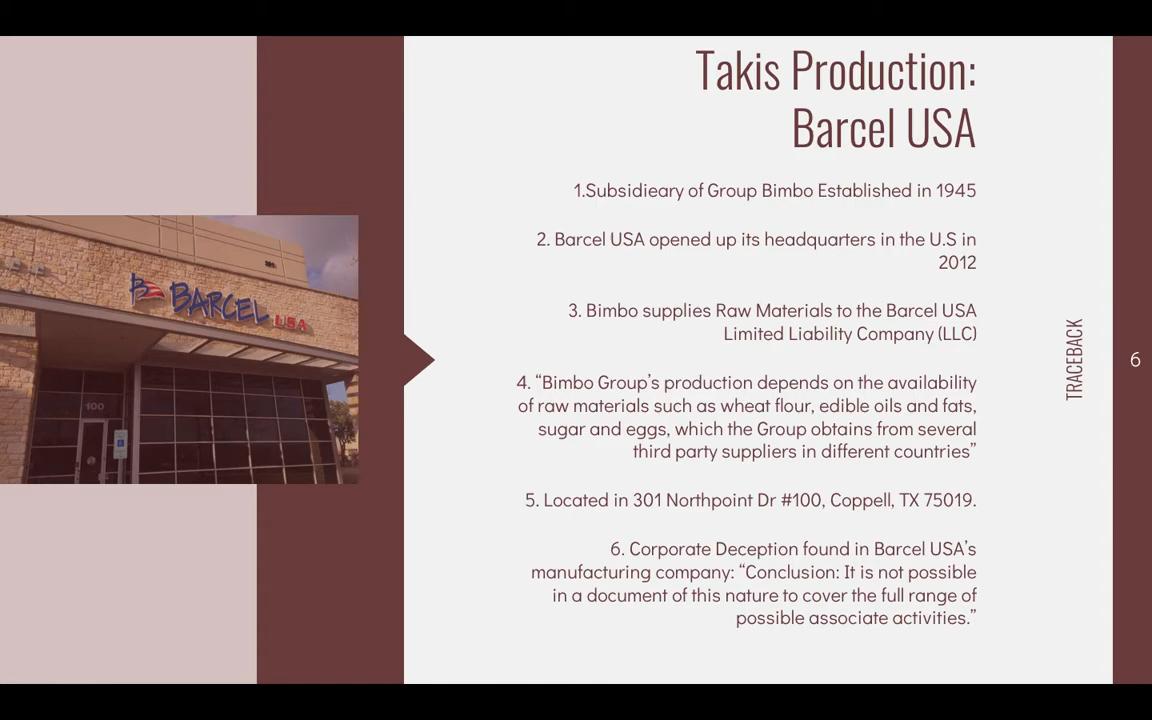 Takis Production:
Barcel USA
1.Subsidieary of Group Bimbo Established in 1945
2. Barcel USA opened up its headquarters in the U.S in
2012
3. Bimbo supplies Raw Materials to the Barcel USA
Limited Liability Company (LLC)
4. “Bimbo Group’s production depends on the availability
of raw materials such as wheat flour, edible oils and fats,
sugar and eggs, which the Group obtains from several
third party suppliers in different countries”
5. Located in 301 Northpoint Dr #100, Coppell, TX 75019.
6. Corporate Deception found in Barcel USA’s
manufacturing company: “Conclusion: It is not possible
in a document of this nature to cover the full range of
possible associate activities.”
BARCEL USA
100
TRACEBACK
6